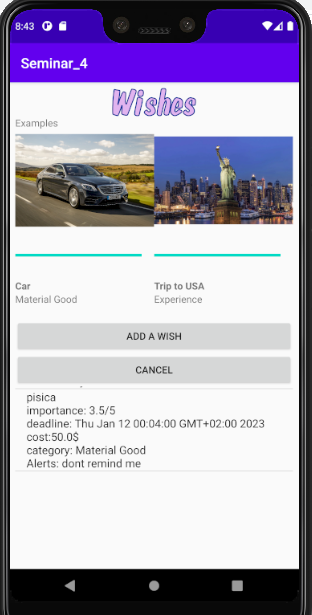 8:43
Seminar_4
Wishes
Examples
Car
Trip to USA
Material Good
Experience
ADD A WISH
CANCEL
pisica
importance: 3.5/5
deadline: Thu Jan 12 00:04:00 GMT+02:00 2023
cost:50.0$
category: Material Good
Alerts: dont remind me